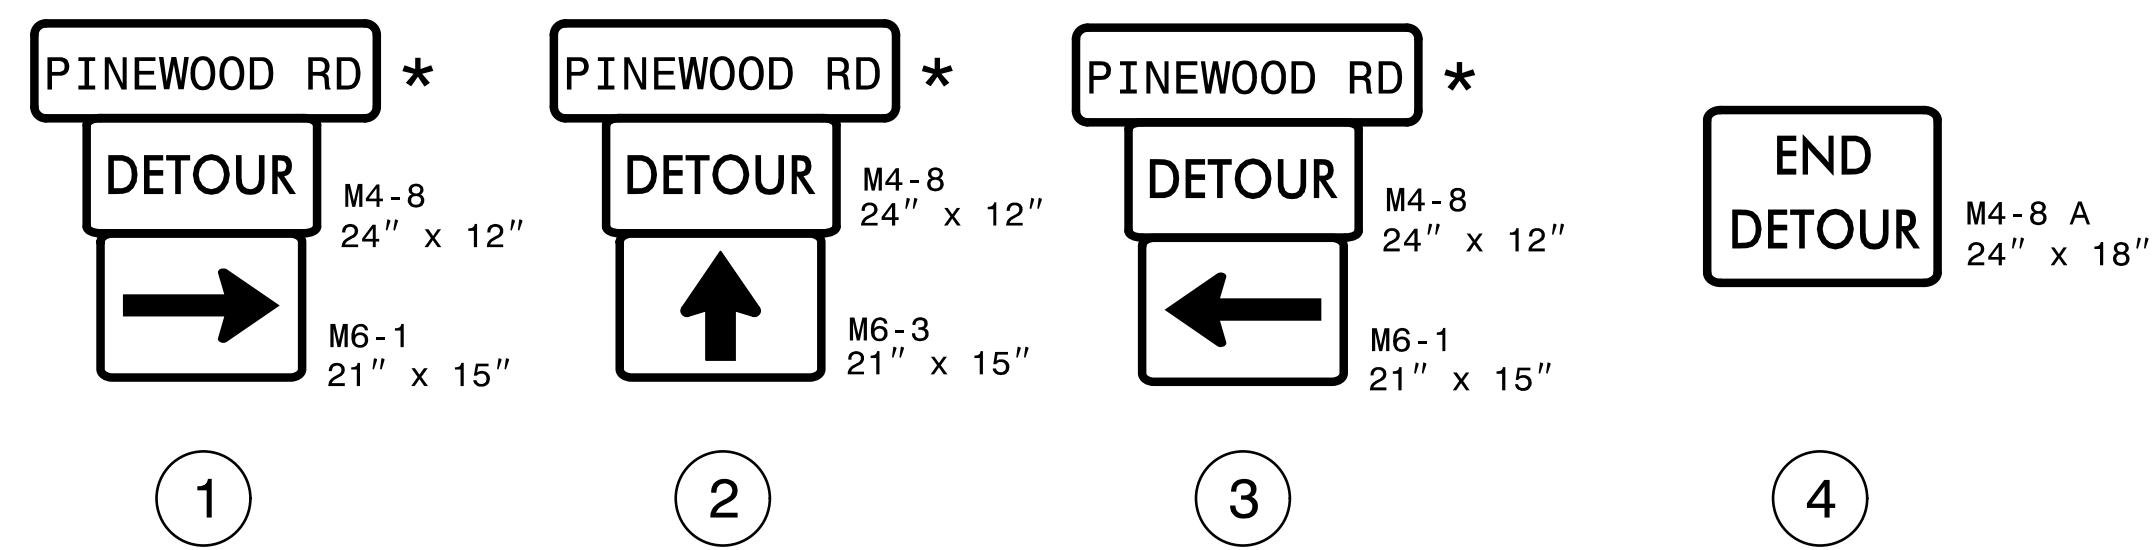 PINEWOOD RD *
DETOUR
M4-8
24" x 12"
M6-1
21" x 15"
1
PINEWOOD RD *
DETOUR
M4-8
24" x 12"
M6-3
21" x 15"
2
PINEWOOD RD *
DETOUR
M4-8
24" x 12"
M6-1
21" x 15"
3
END
DETOUR
M4-8 A
24" x 18"
4